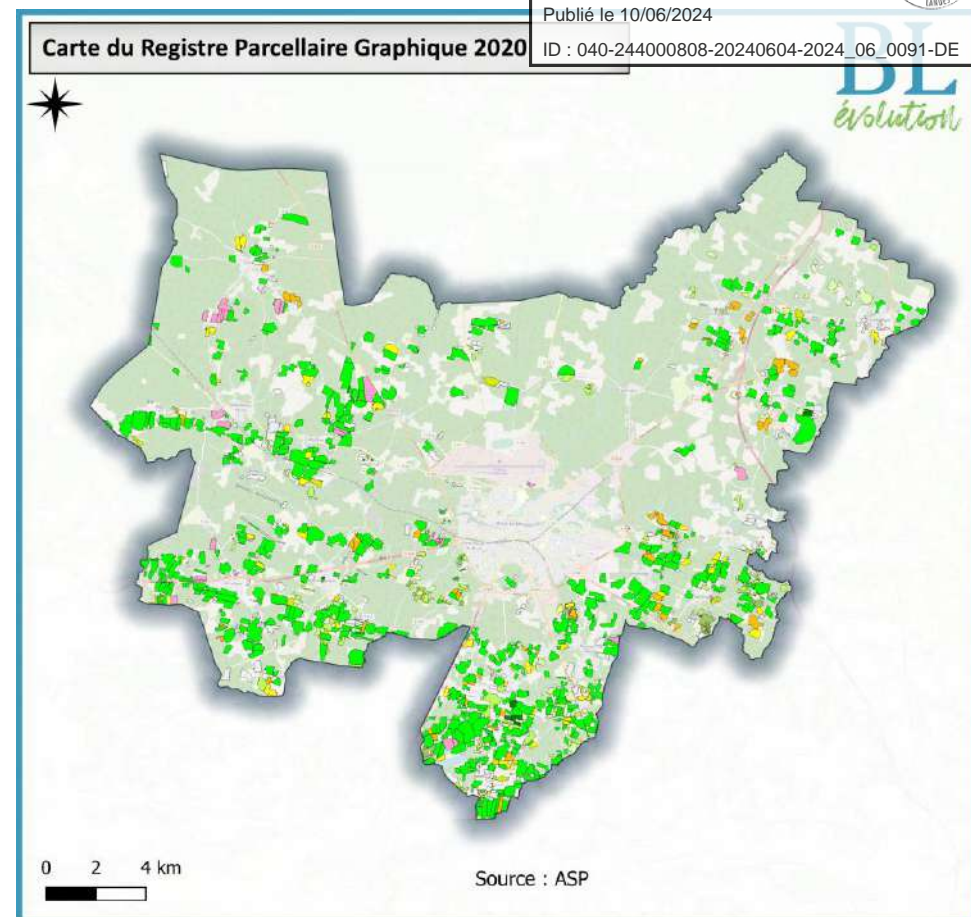 LANDES
Publié le 10/06/2024
ID : 040-244000808-20240604-2024_06_0091-DE
Carte du Registre Parcellaire Graphique 2020
BL
évolution
0 2 4 km
Source : ASP